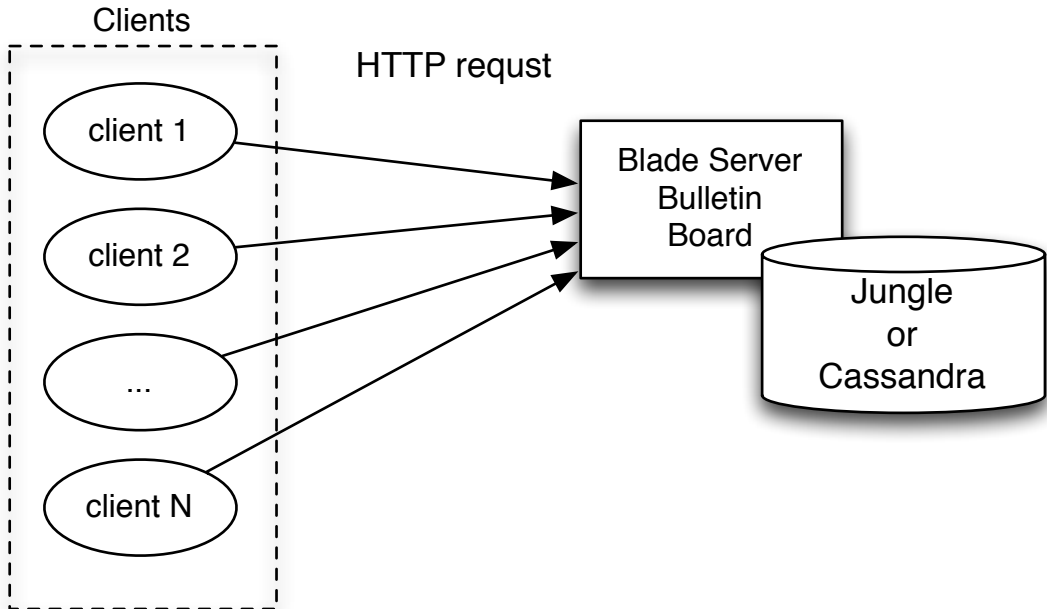 Clients
HTTP requst
client 1
client 2
...
client N
Blade Server
Bulletin
Board
Jungle
or
Cassandra